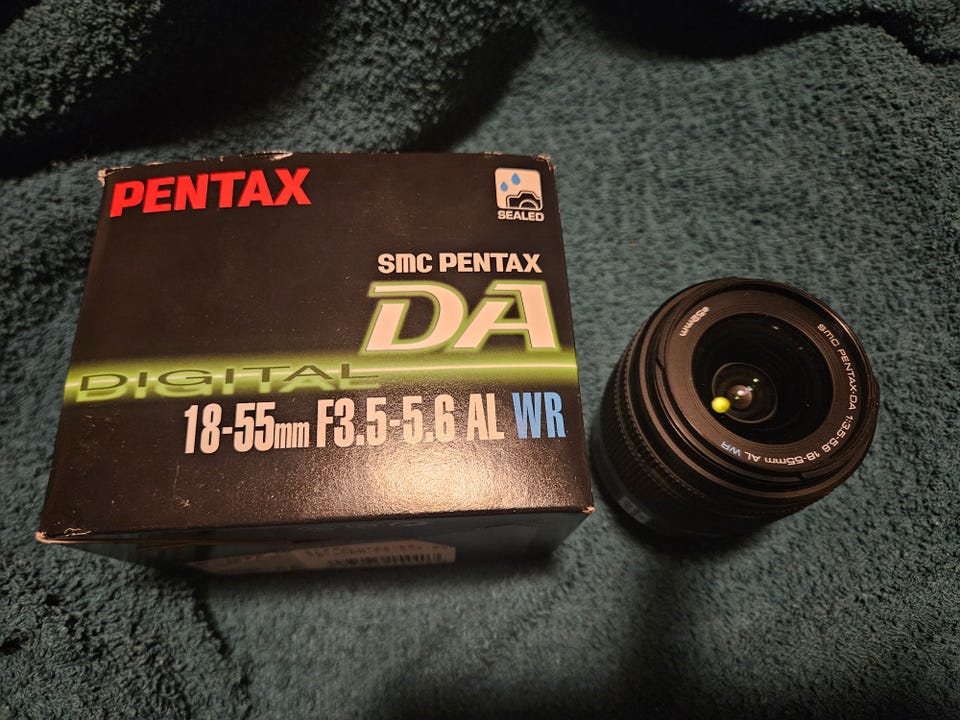 PENTAX
SEALED
smc PENTAX
DA
DIGITAL
18-55mm F3.5-5.6 AL WR
ø52mm
smc PENTAX-DA 1:3.5-5.6 18-55mm AL WR